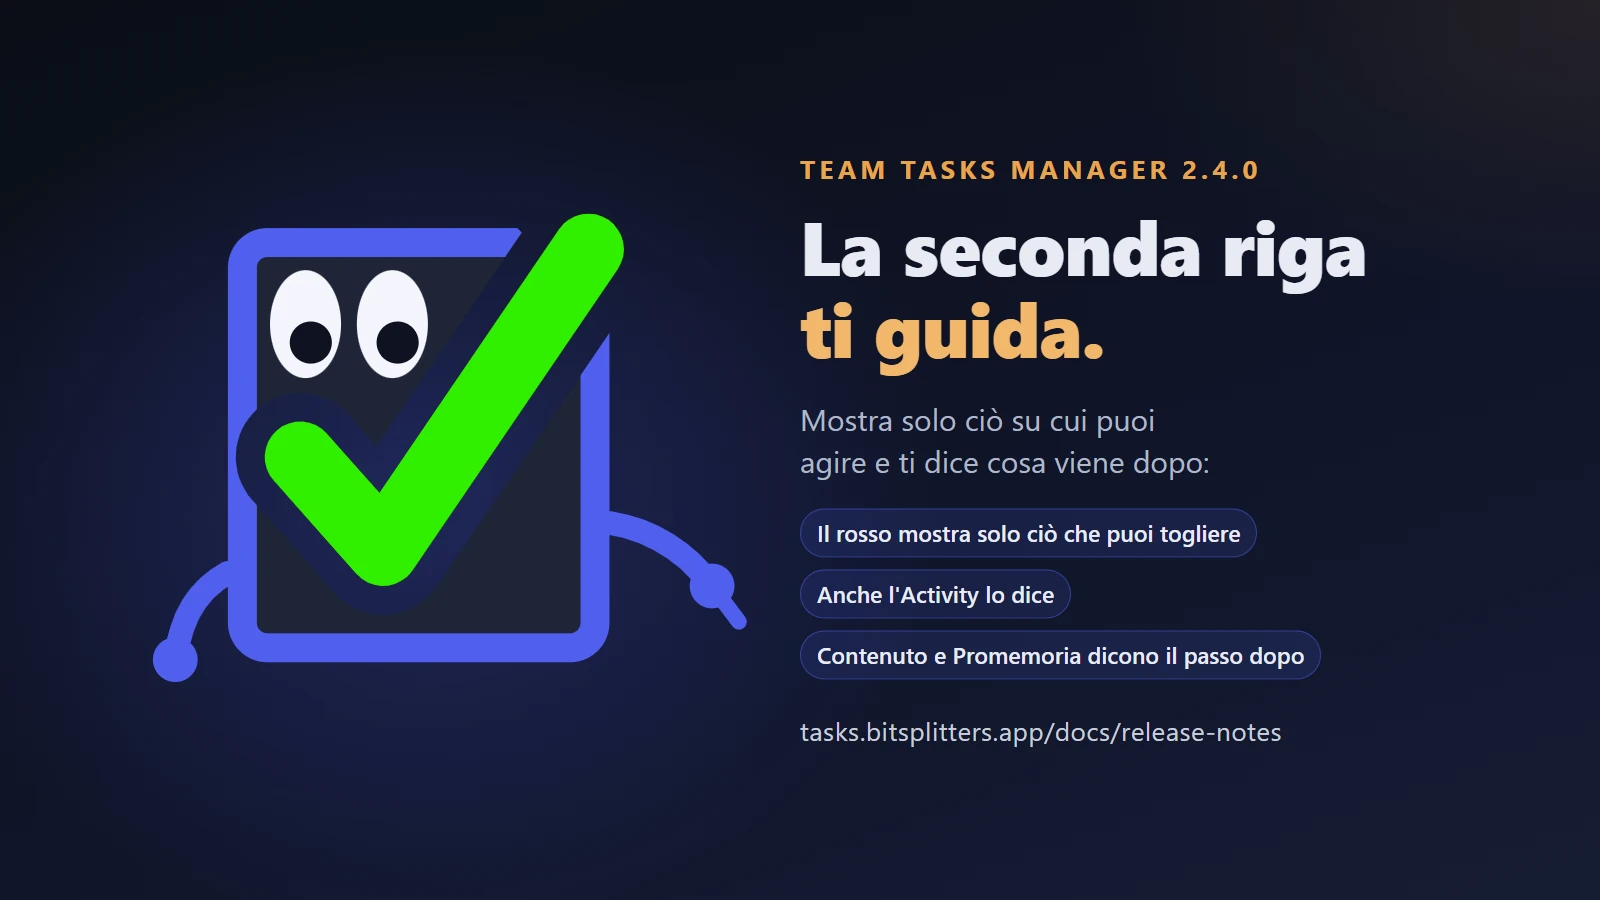 TEAM TASKS MANAGER 2.4.0
La seconda riga
ti guida.
Mostra solo ciò su cui puoi
agire e ti dice cosa viene dopo:
Il rosso mostra solo ciò che puoi togliere
Anche l'Activity lo dice
Contenuto e Promemoria dicono il passo dopo
tasks.bitsplitters.app/docs/release-notes